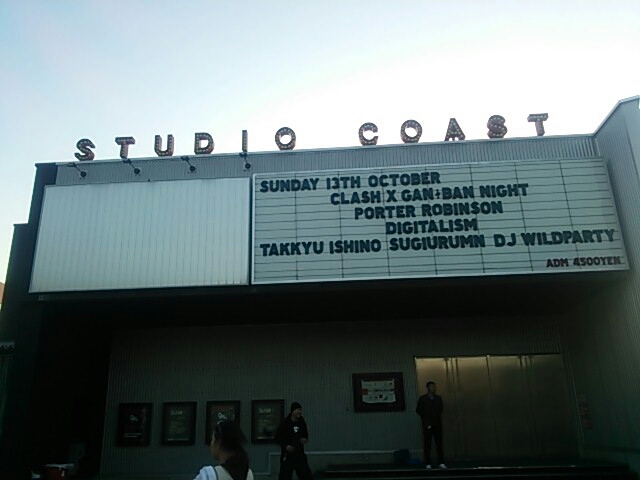 STUDIO COAST
SUNDAY 13TH OCTOBER
CLASH X GAN+BAN NIGHT
PORTER ROBINSON
DIGITALISM
TAKKYU ISHINO SUGIURUMN DJ WILDPARTY
ADM 4500YEN